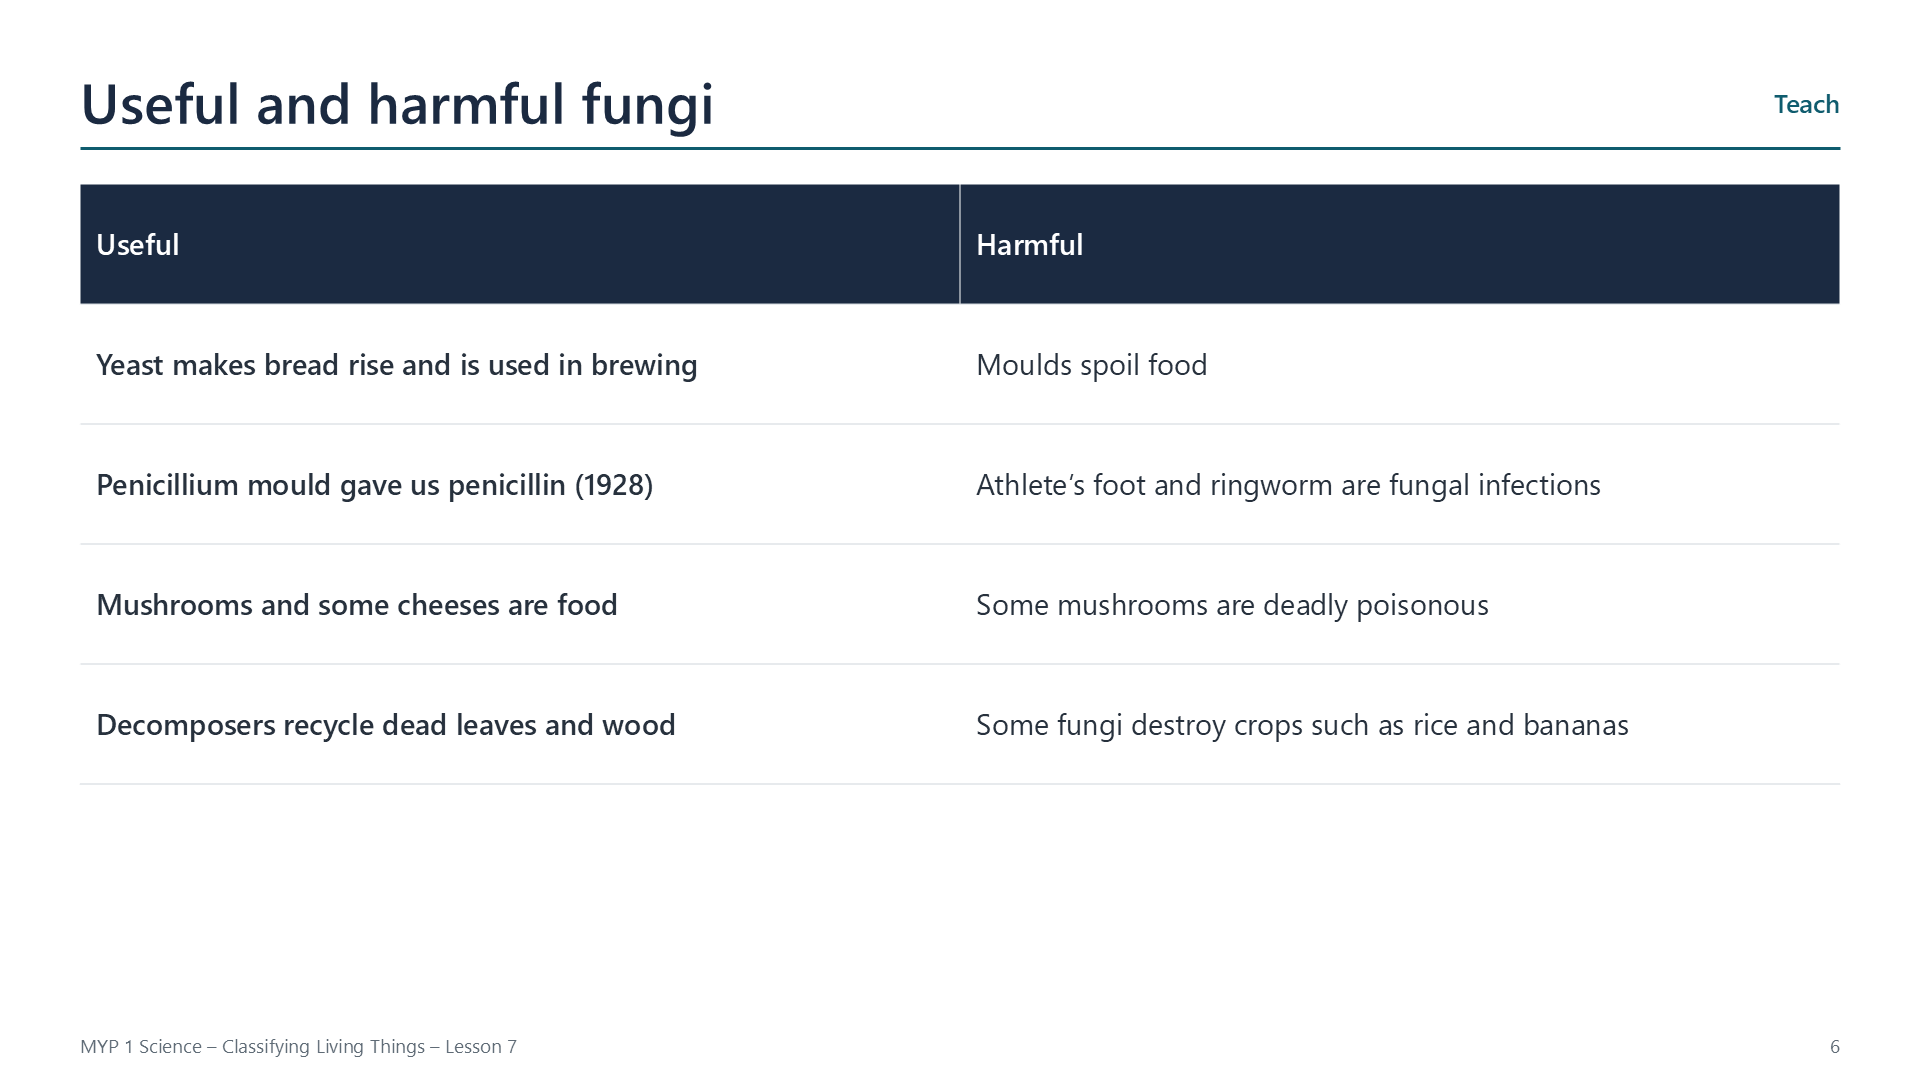 Useful and harmful fungi
Teach
Useful
Harmful
Yeast makes bread rise and is used in brewing
Moulds spoil food
Penicillium mould gave us penicillin (1928)
Athlete’s foot and ringworm are fungal infections
Mushrooms and some cheeses are food
Some mushrooms are deadly poisonous
Decomposers recycle dead leaves and wood
Some fungi destroy crops such as rice and bananas
MYP 1 Science – Classifying Living Things – Lesson 7
6